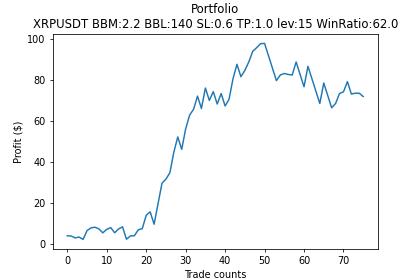 Portfolio
XRPUSDT BBM:2.2 BBL:140 SL:0.6 TP:1.0 lev:15 WinRatio:62.0
100
80
60
40
20
0
Profit ($)
0 10 20 30 40 50 60 70
Trade counts